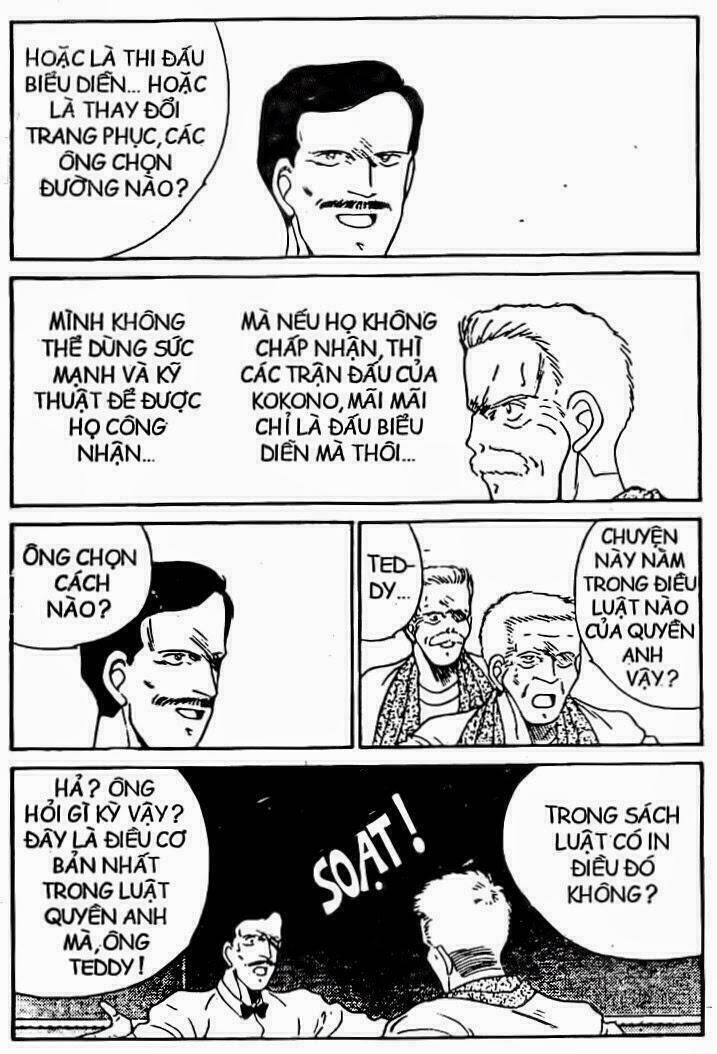 HOẶC LÀ THI ĐẤU
BIỂU DIỄN... HOẶC
LÀ THAY ĐỔI
TRANG PHỤC, CÁC
ÔNG CHỌN
ĐƯỜNG NÀO?
MÌNH KHÔNG
THỂ DÙNG SỨC
MẠNH VÀ KỸ
THUẬT ĐỂ ĐƯỢC
HỌ CÔNG
NHẬN...
MÀ NẾU HỌ KHÔNG
CHẤP NHẬN, THÌ
CÁC TRẬN ĐẤU CỦA
KOKONO, MÃI MÃI
CHỈ LÀ ĐẤU BIỂU
DIỄN MÀ THÔI...
ÔNG CHỌN
CÁCH
NÀO?
TED-
DY...
CHUYỆN
NÀY NẰM
TRONG ĐIỀU
LUẬT NÀO
CỦA QUYỀN
ANH
VẬY?
HẢ? ÔNG
HỎI GÌ KỲ VẬY?
ĐÂY LÀ ĐIỀU CƠ
BẢN NHẤT
TRONG LUẬT
QUYỀN ANH
MÀ, ÔNG
TEDDY!
SOẠT!
TRONG SÁCH
LUẬT CÓ IN
ĐIỀU ĐÓ
KHÔNG?